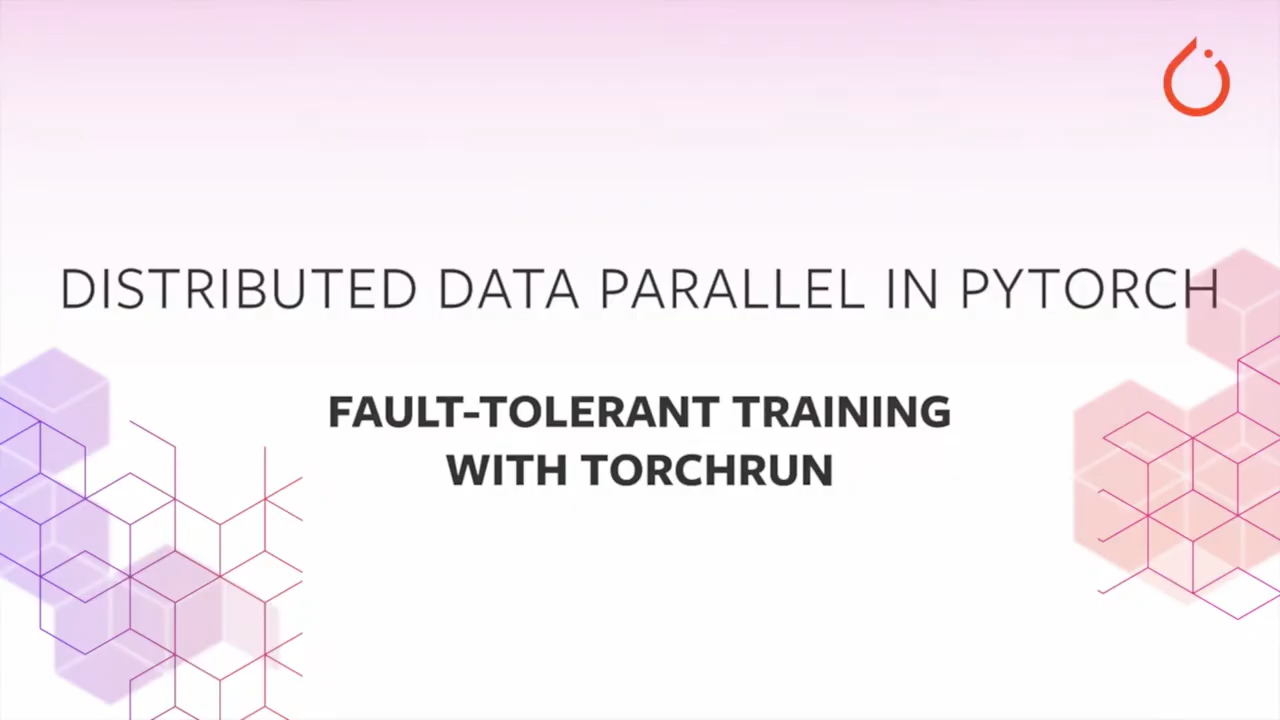 DISTRIBUTED DATA PARALLEL IN PYTORCH
FAULT-TOLERANT TRAINING
WITH TORCHRUN